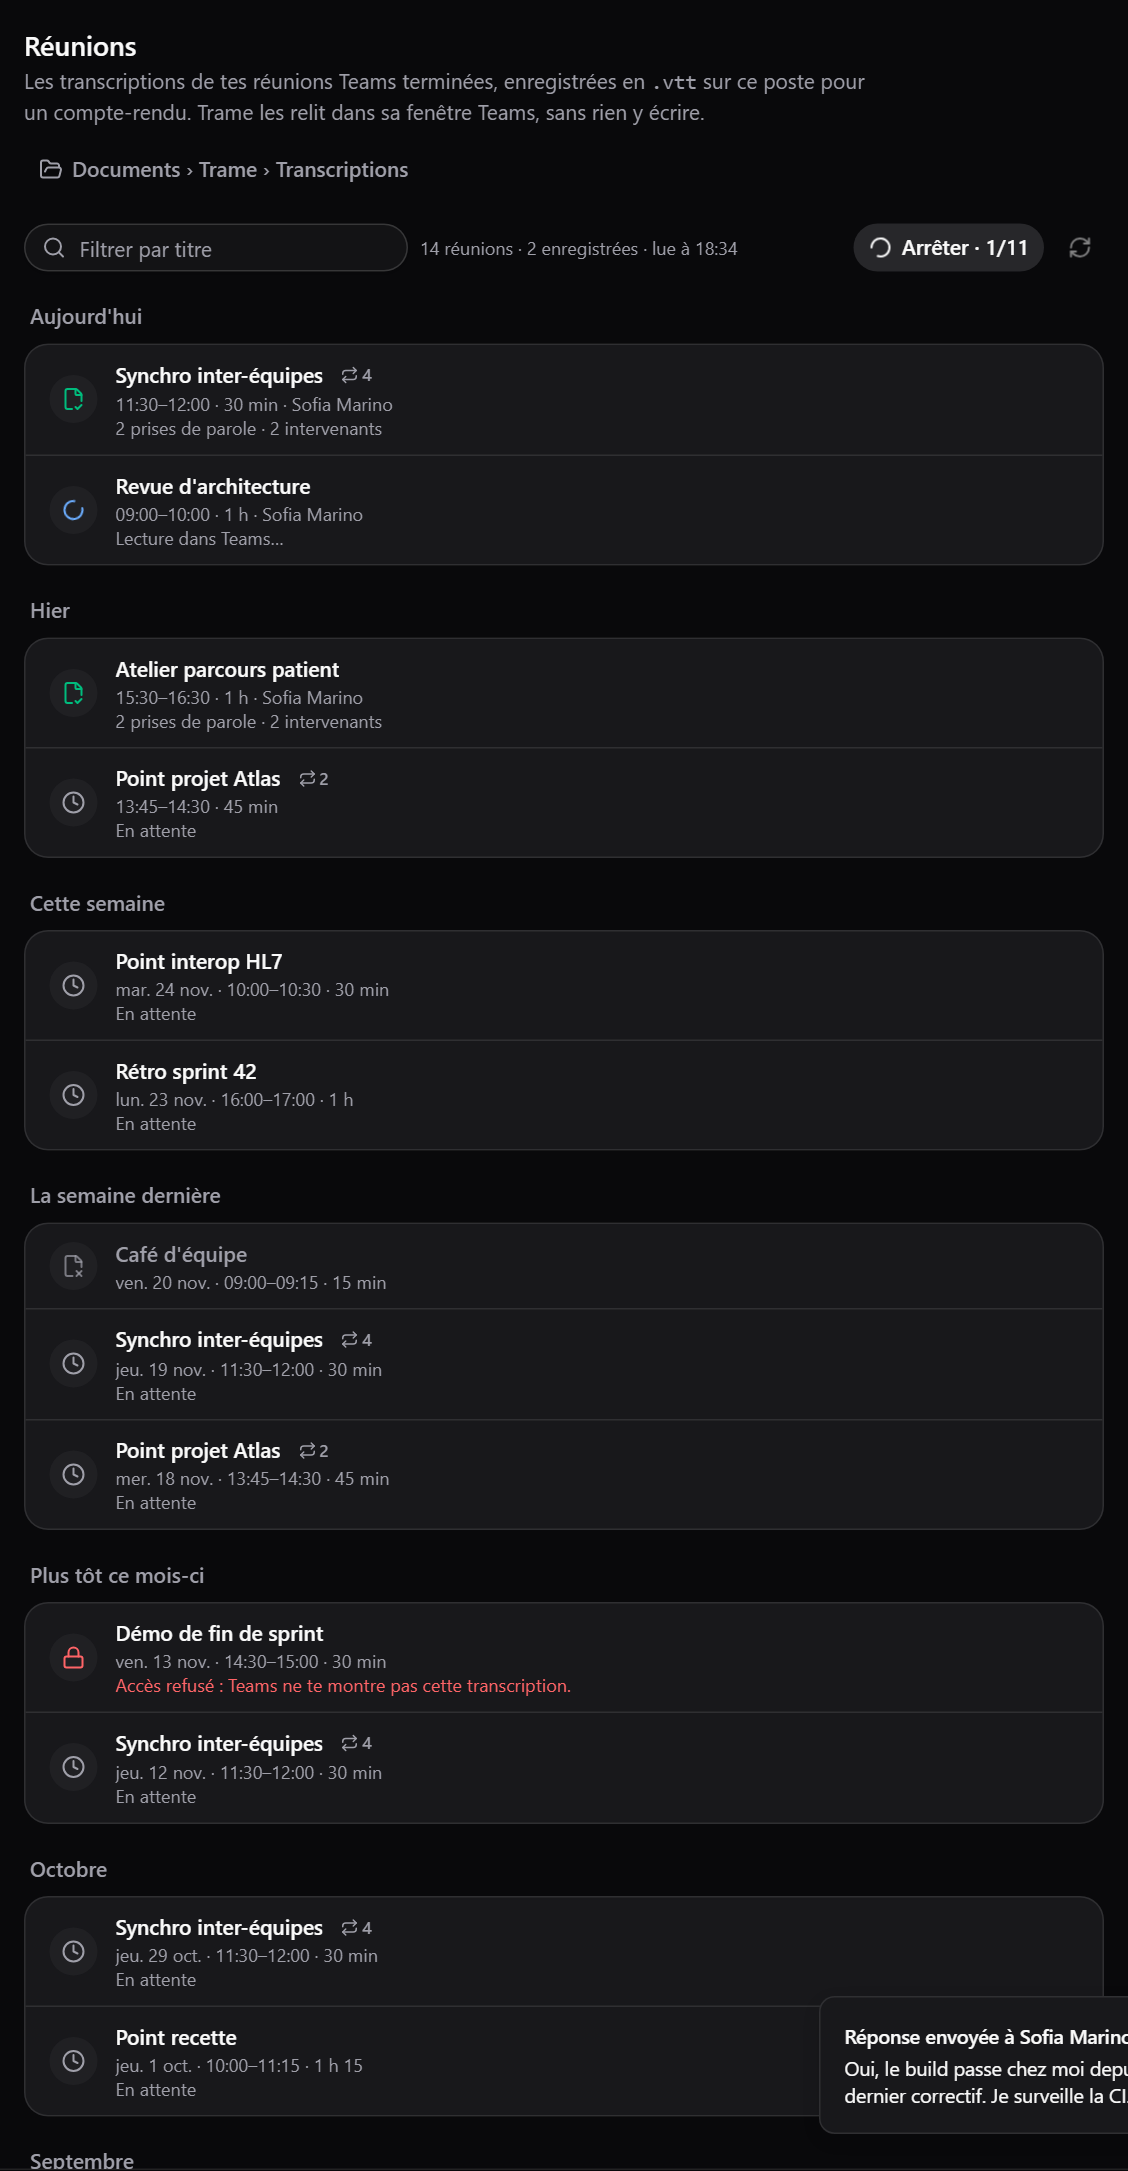 Réunions
Les transcriptions de tes réunions Teams terminées, enregistrées en .vtt sur ce poste pour
un compte-rendu. Trame les relit dans sa fenêtre Teams, sans rien y écrire.
Documents › Trame › Transcriptions
Filtrer par titre
14 réunions · 2 enregistrées · lue à 18:34
Arrêter · 1/11
Aujourd'hui
Synchro inter-équipes 4
11:30–12:00 · 30 min · Sofia Marino
2 prises de parole · 2 intervenants
Revue d'architecture
09:00–10:00 · 1 h · Sofia Marino
Lecture dans Teams...
Hier
Atelier parcours patient
15:30–16:30 · 1 h · Sofia Marino
2 prises de parole · 2 intervenants
Point projet Atlas 2
13:45–14:30 · 45 min
En attente
Cette semaine
Point interop HL7
mar. 24 nov. · 10:00–10:30 · 30 min
En attente
Rétro sprint 42
lun. 23 nov. · 16:00–17:00 · 1 h
En attente
La semaine dernière
Café d'équipe
ven. 20 nov. · 09:00–09:15 · 15 min
Synchro inter-équipes 4
jeu. 19 nov. · 11:30–12:00 · 30 min
En attente
Point projet Atlas 2
mer. 18 nov. · 13:45–14:30 · 45 min
En attente
Plus tôt ce mois-ci
Démo de fin de sprint
ven. 13 nov. · 14:30–15:00 · 30 min
Accès refusé : Teams ne te montre pas cette transcription.
Synchro inter-équipes 4
jeu. 12 nov. · 11:30–12:00 · 30 min
En attente
Octobre
Synchro inter-équipes 4
jeu. 29 oct. · 11:30–12:00 · 30 min
En attente
Point recette
jeu. 1 oct. · 10:00–11:15 · 1 h 15
En attente
Réponse envoyée à Sofia Marino
Oui, le build passe chez moi depu
dernier correctif. Je surveille la CI.
Septembre